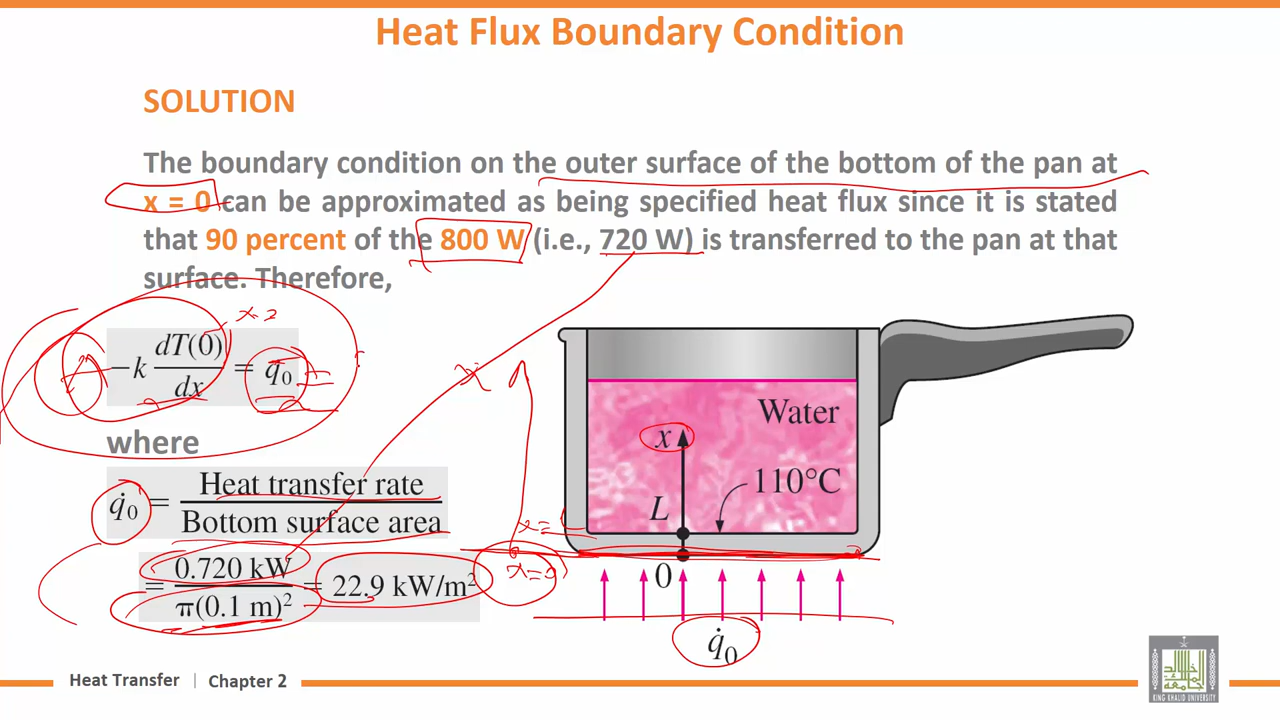 Heat Flux Boundary Condition
SOLUTION
The boundary condition on the outer surface of the bottom of the pan at
x = 0 can be approximated as being specified heat flux since it is stated
that 90 percent of the 800 W (i.e., 720 W) is transferred to the pan at that
surface. Therefore,
−k dT(0)/dx = q̇₀
where
q̇₀ = Heat transfer rate / Bottom surface area
= 0.720 kW / π(0.1 m)² = 22.9 kW/m²
x
Water
110°C
L
0
q̇₀
x
x=L
x=0
Heat Transfer | Chapter 2
KING KHALID UNIVERSITY